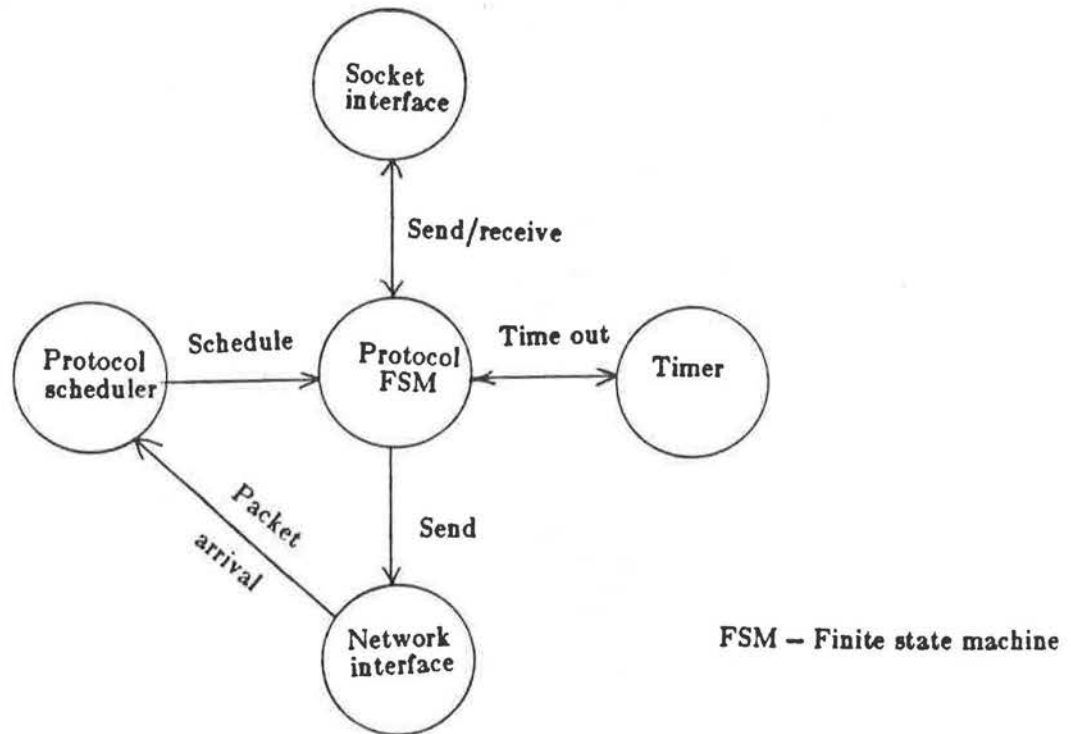 Socket
interface
Send/receive
Schedule
Time out
Protocol
scheduler
Protocol
FSM
Timer
Packet
arrival
Send
Network
interface
FSM – Finite state machine